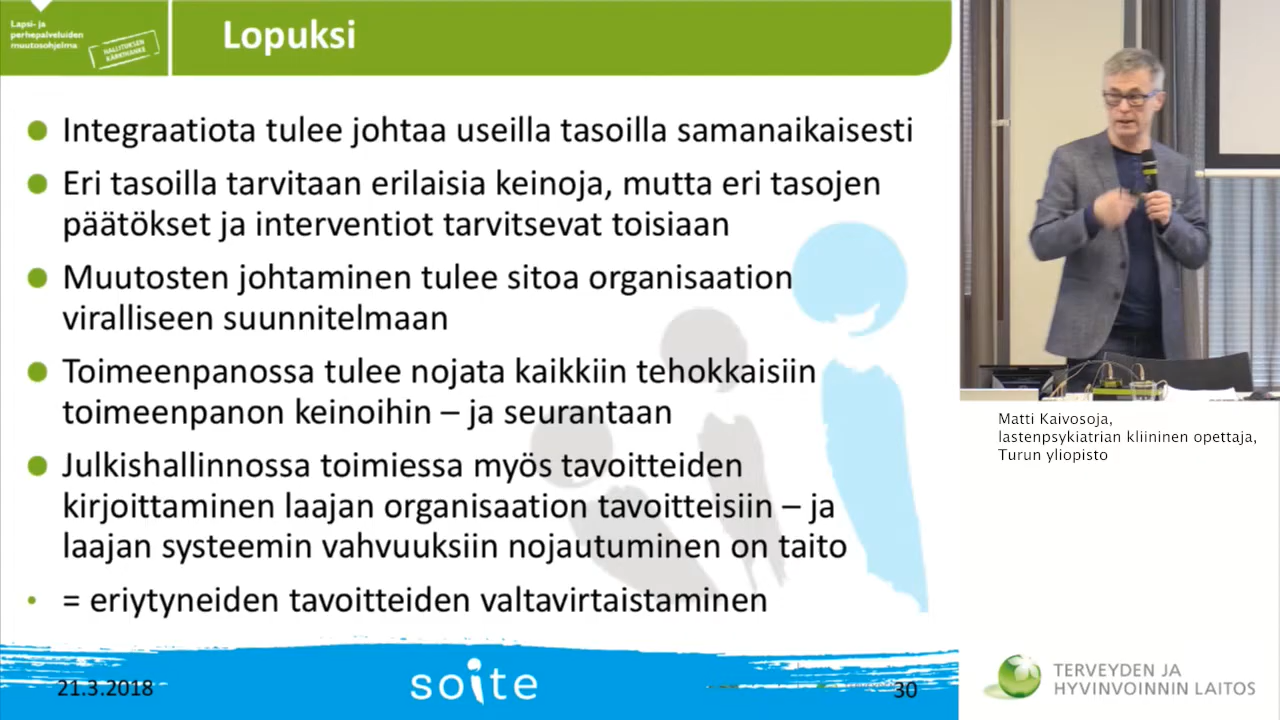 Lapsi- ja
perhepalveluiden
muutosohjelma
HALLITUKSEN
KÄRKIHANKE
Lopuksi
Integraatiota tulee johtaa useilla tasoilla samanaikaisesti
Eri tasoilla tarvitaan erilaisia keinoja, mutta eri tasojen
päätökset ja interventiot tarvitsevat toisiaan
Muutosten johtaminen tulee sitoa organisaation
viralliseen suunnitelmaan
Toimeenpanossa tulee nojata kaikkiin tehokkaisiin
toimeenpanon keinoihin – ja seurantaan
Julkishallinnossa toimiessa myös tavoitteiden
kirjoittaminen laajan organisaation tavoitteisiin – ja
laajan systeemin vahvuuksiin nojautuminen on taito
= eriytyneiden tavoitteiden valtavirtaistaminen
21.3.2018
soite
30
Matti Kaivosoja,
lastenpsykiatrian kliininen opettaja,
Turun yliopisto
TERVEYDEN JA
HYVINVOINNIN LAITOS